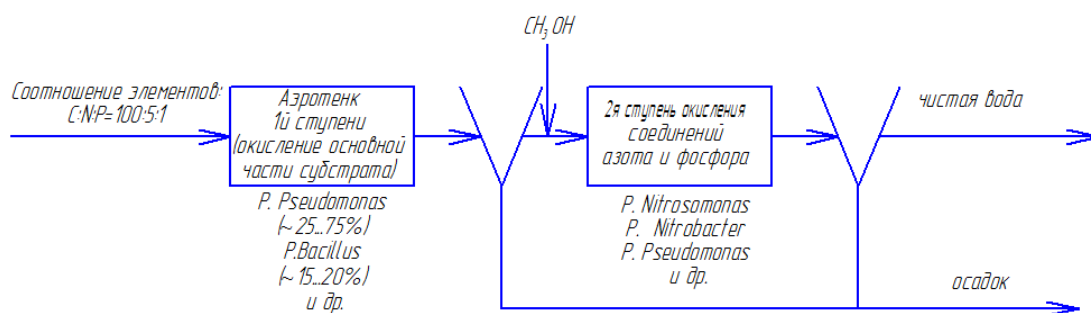 CH₃OH
Соотношение элементов:
C:N:P=100:5:1
Аэротенк
1й ступени
(окисление основной
части субстрата)
P. Pseudomonas
(~25...75%)
P.Bacillus
(~15...20%)
и др.
2я ступень окисления
соединений
азота и фосфора
P. Nitrosomonas
P. Nitrobacter
P. Pseudomonas
и др.
чистая вода
осадок